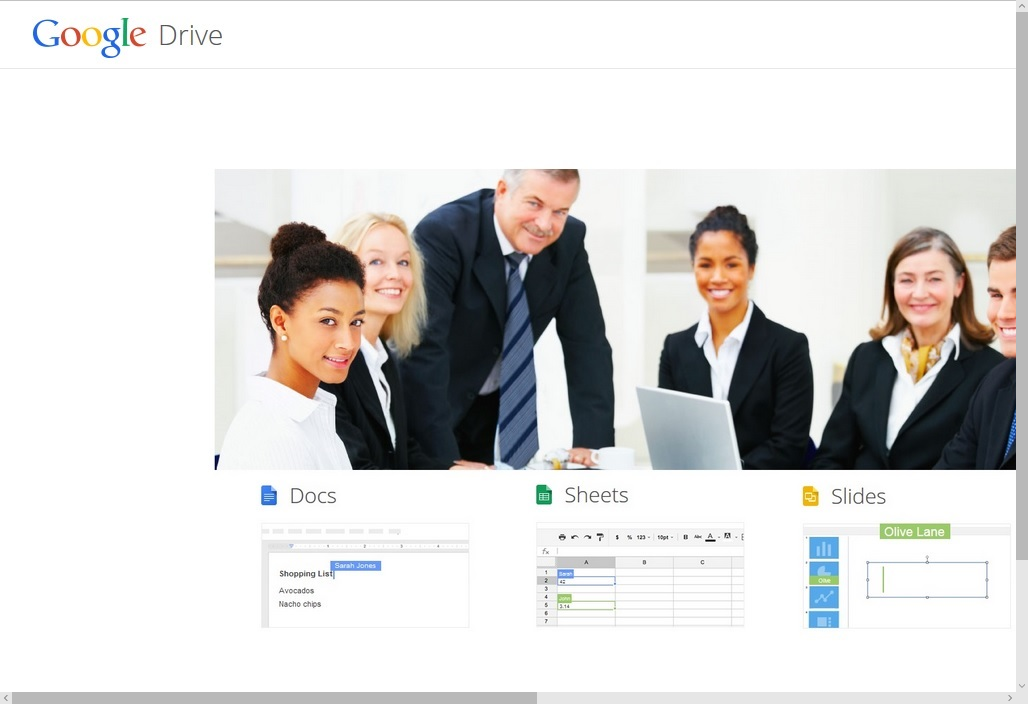 Google Drive
Docs
Sheets
Slides
Sarah Jones
Shopping List
Avocados
Nacho chips
$ % 123 10pt B Abc A A
fx
A B C
1 Sarah
2 42
3
4 John
5 3.14
6
7
Olive Lane
Olive